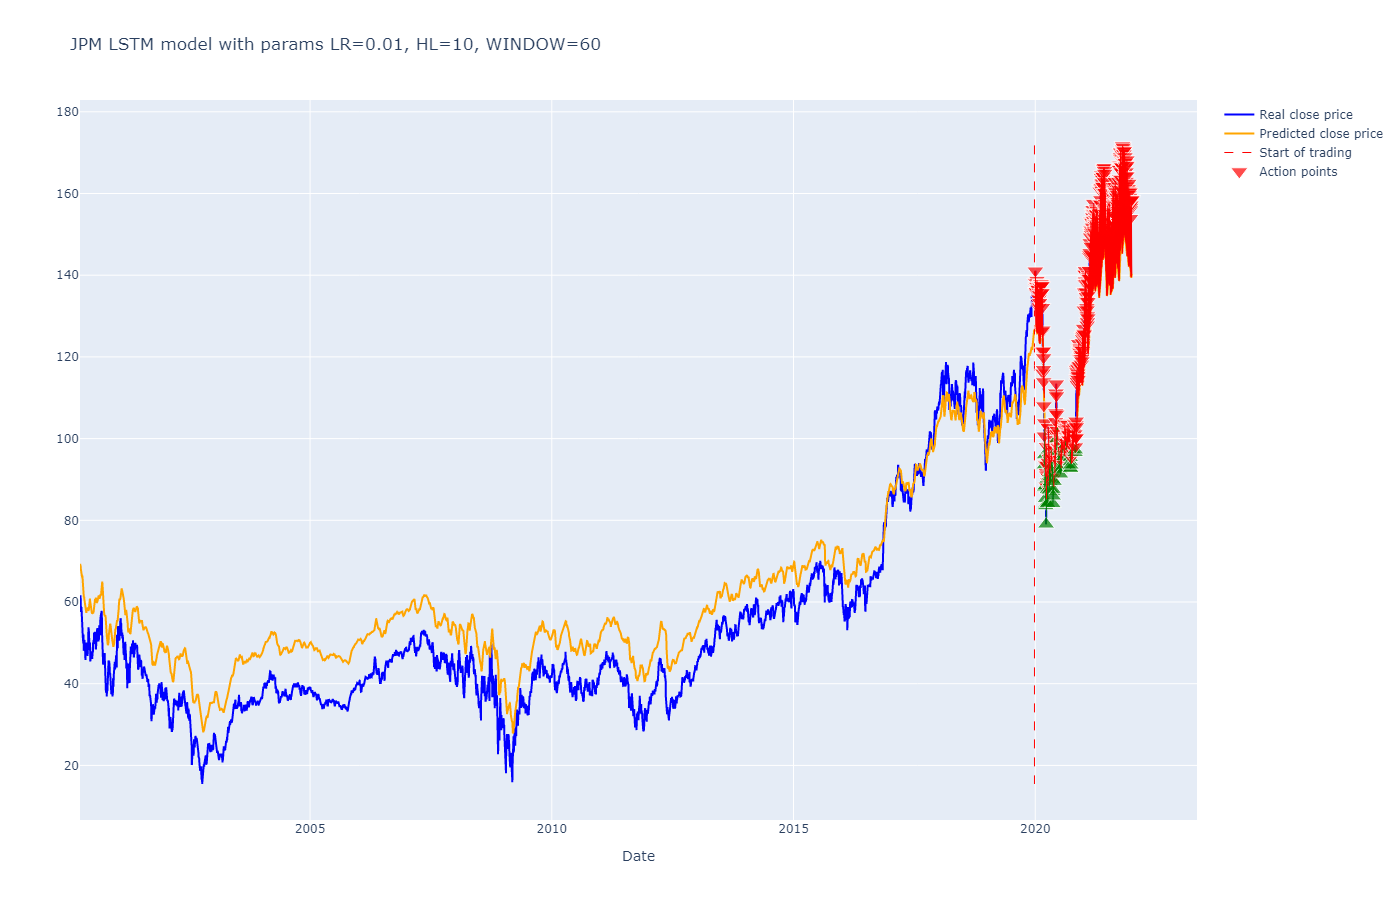 JPM LSTM model with params LR=0.01, HL=10, WINDOW=60
180
160
140
120
100
80
60
40
20
2005
2010
2015
2020
Date
Real close price
Predicted close price
Start of trading
Action points